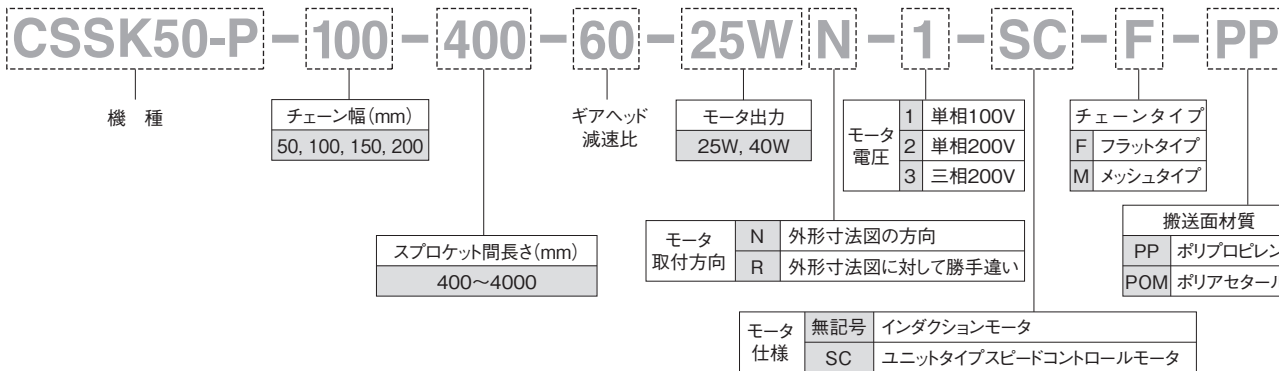 CSSK50-P-100-400-60-25WN-1-SC-F-PP
機種
チェーン幅(mm)
50, 100, 150, 200
スプロケット間長さ(mm)
400~4000
ギアヘッド
減速比
モータ出力
25W, 40W
モータ
取付方向
N 外形寸法図の方向
R 外形寸法図に対して勝手違い
モータ
電圧
1 単相100V
2 単相200V
3 三相200V
モータ
仕様
無記号 インダクションモータ
SC ユニットタイプスピードコントロールモータ
チェーンタイプ
F フラットタイプ
M メッシュタイプ
搬送面材質
PP ポリプロピレン
POM ポリアセタール